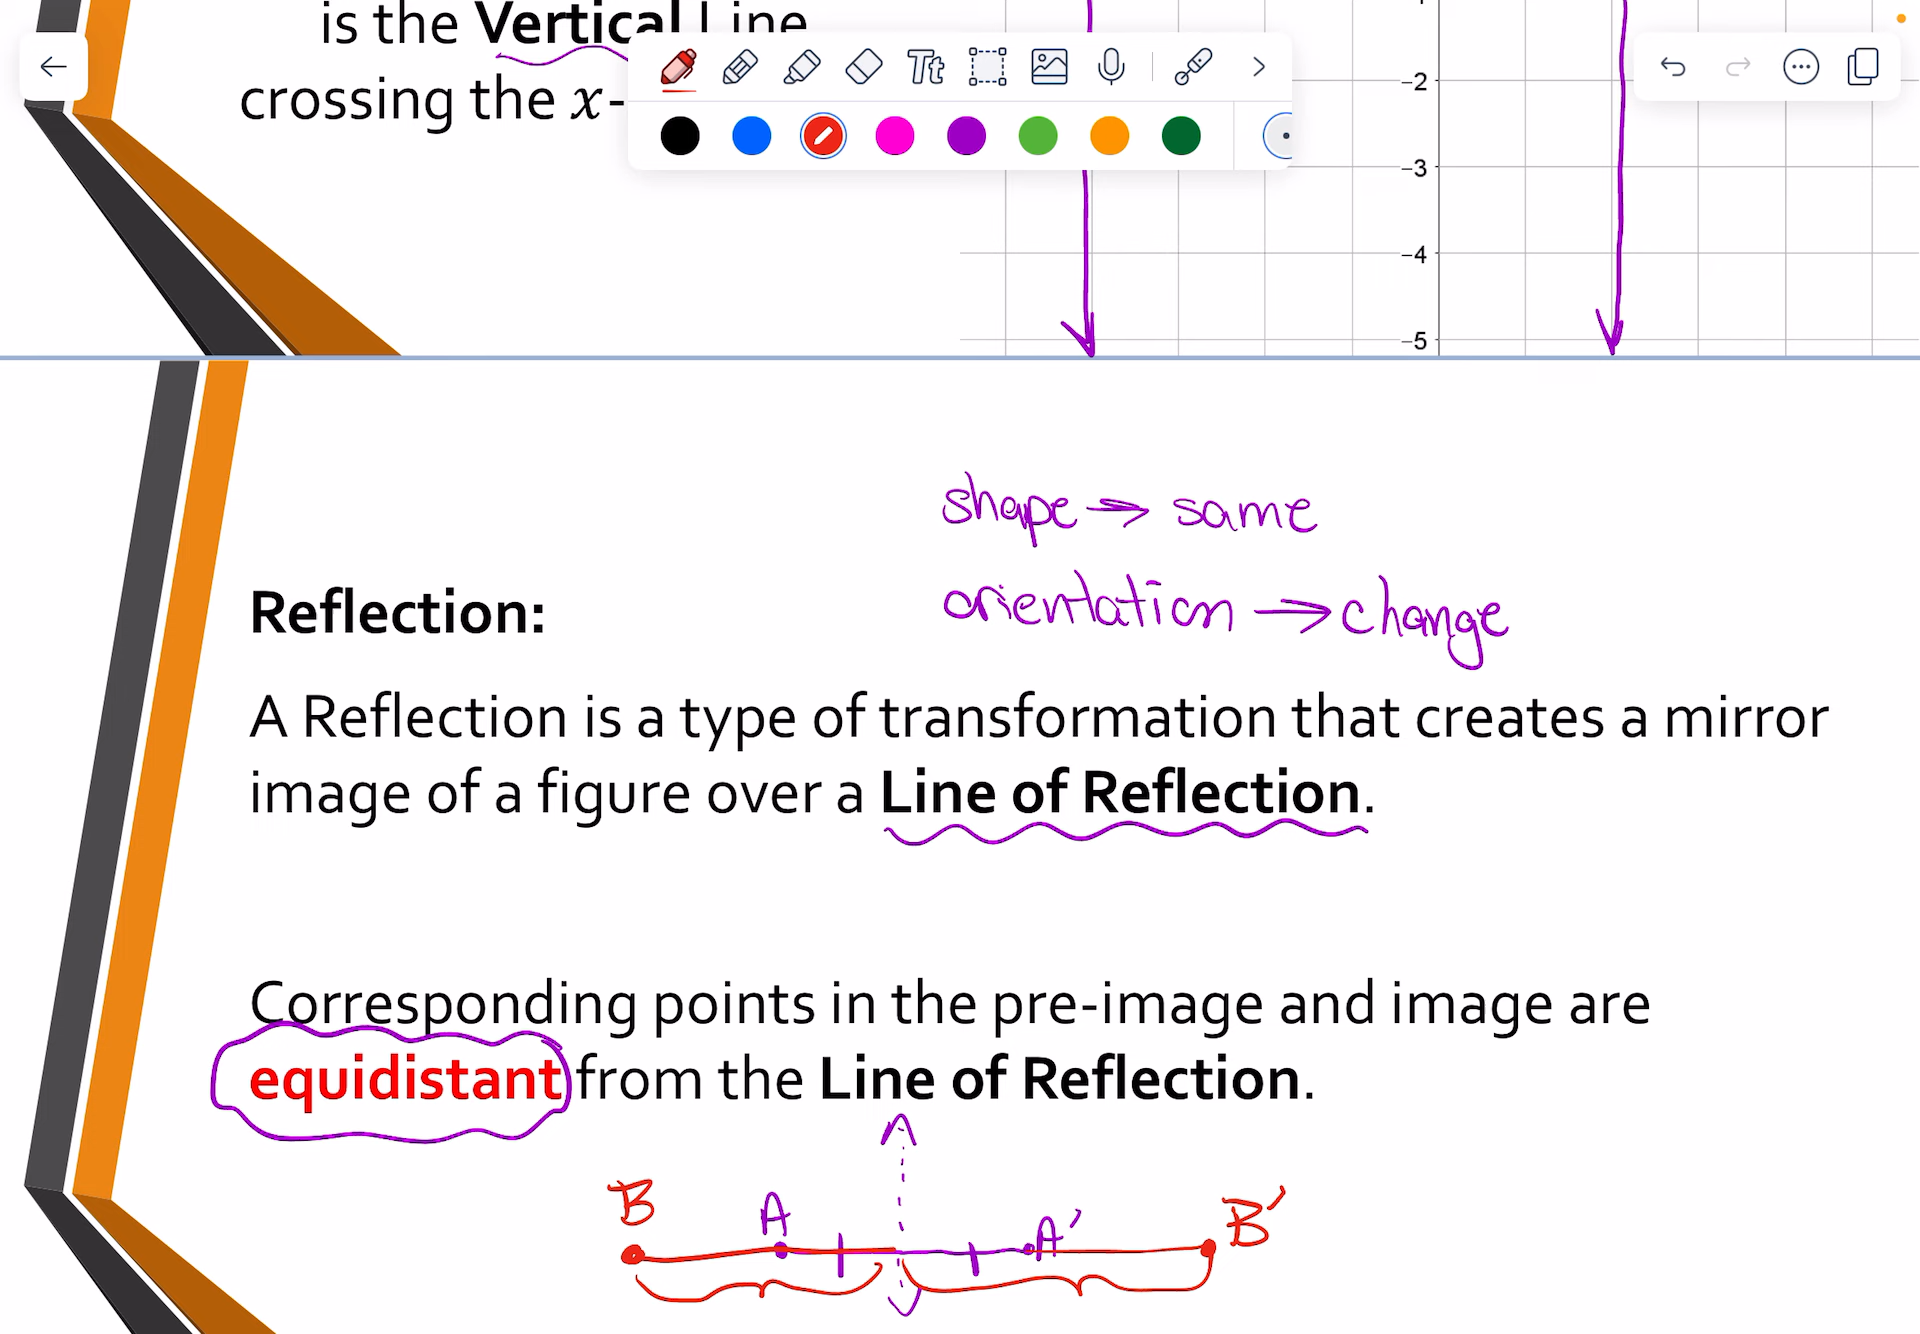 is the Vertical Line
crossing the x-
Tt
-2
-3
-4
-5
shape → same
orientation → change
Reflection:
A Reflection is a type of transformation that creates a mirror
image of a figure over a Line of Reflection.
Corresponding points in the pre-image and image are
equidistant from the Line of Reflection.
B A A' B'